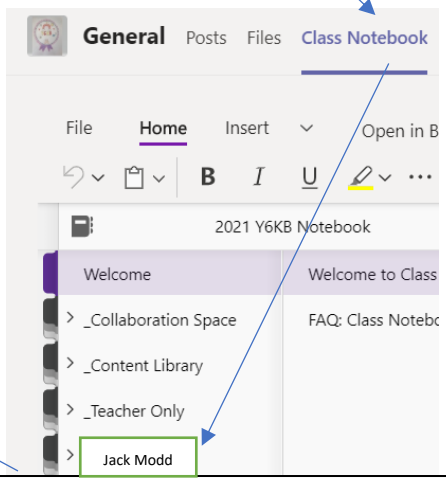 General Posts Files Class Notebook
File Home Insert Open in B
B I U ...
2021 Y6KB Notebook
Welcome Welcome to Class
_Collaboration Space FAQ: Class Notebo
_Content Library
_Teacher Only
Jack Modd